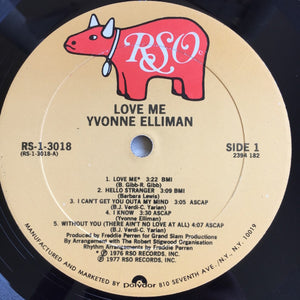 RSO
LOVE ME
YVONNE ELLIMAN
RS-1-3018
(RS-1-3018-A)
SIDE 1
2394 182
1. LOVE ME* 3:22 BMI
(B. Gibb-R. Gibb)
2. HELLO STRANGER 3:09 BMI
(Barbara Lewis)
3. I CAN'T GET YOU OUTA MY MIND 3:05 ASCAP
(B.J. Verdi-C. Yarian)
4. I KNOW 3:30 ASCAP
(Yvonne Elliman)
5. WITHOUT YOU (THERE AIN'T NO LOVE AT ALL) 4:07 ASCAP
(B.J. Verdi-C. Yarian)
Produced by Freddie Perren for Grand Slam Productions
By Arrangement with The Robert Stigwood Organisation
Rhythm Arrangements by Freddie Perren
*℗ 1976 RSO RECORDS, INC.
℗ 1977 RSO RECORDS, INC.
MANUFACTURED AND MARKETED BY polydor 810 SEVENTH AVE. / N.Y., N.Y. 10019